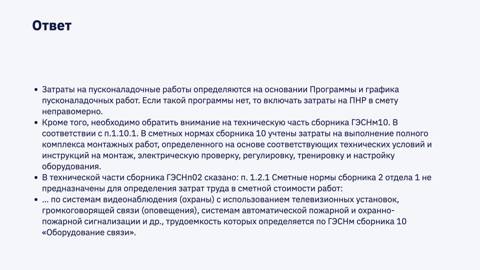 Ответ
• Затраты на пусконаладочные работы определяются на основании Программы и графика
пусконаладочных работ. Если такой программы нет, то включать затраты на ПНР в смету
неправомерно.
• Кроме того, необходимо обратить внимание на техническую часть сборника ГЭСНм10. В
соответствии с п.1.10.1. В сметных нормах сборника 10 учтены затраты на выполнение полного
комплекса монтажных работ, определенного на основе соответствующих технических условий и
инструкций на монтаж, электрическую проверку, регулировку, тренировку и настройку
оборудования.
• В технической части сборника ГЭСНп02 сказано: п. 1.2.1 Сметные нормы сборника 2 отдела 1 не
предназначены для определения затрат труда в сметной стоимости работ:
• ... по системам видеонаблюдения (охраны) с использованием телевизионных установок,
громкоговорящей связи (оповещения), системам автоматической пожарной и охранно-
пожарной сигнализации и др., трудоемкость которых определяется по ГЭСНм сборника 10
«Оборудование связи».